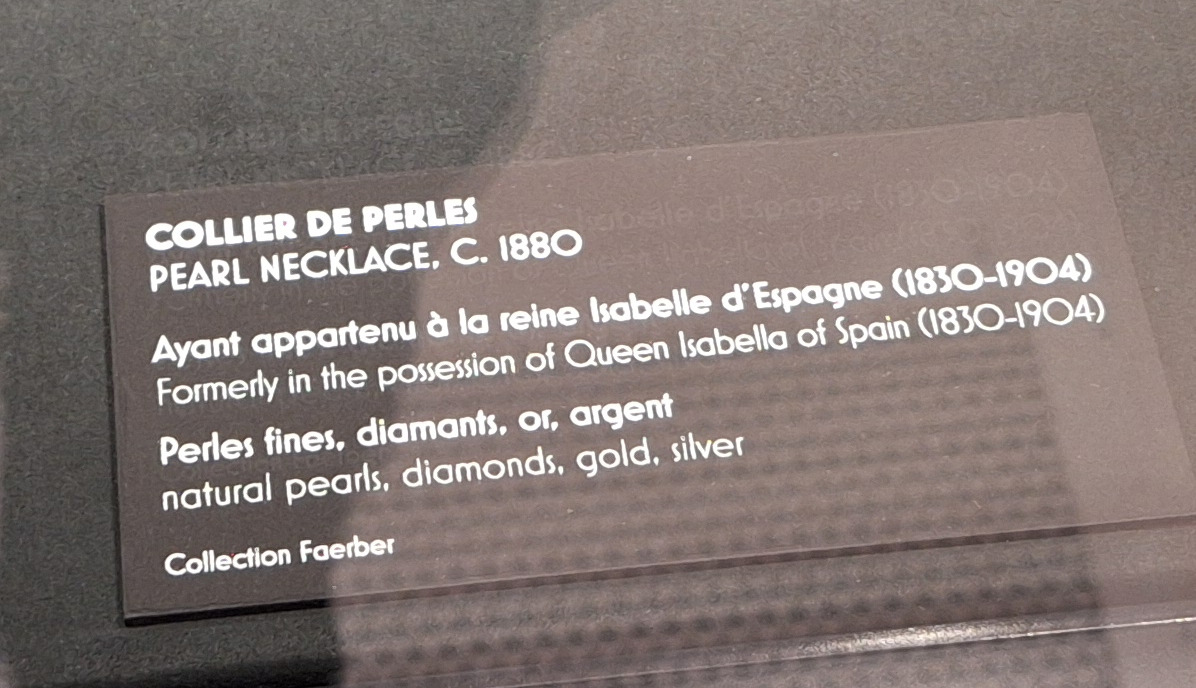 COLLIER DE PERLES
PEARL NECKLACE, C. 1880
Ayant appartenu à la reine Isabelle d'Espagne (1830-1904)
Formerly in the possession of Queen Isabella of Spain (1830-1904)
Perles fines, diamants, or, argent
natural pearls, diamonds, gold, silver
Collection Faerber